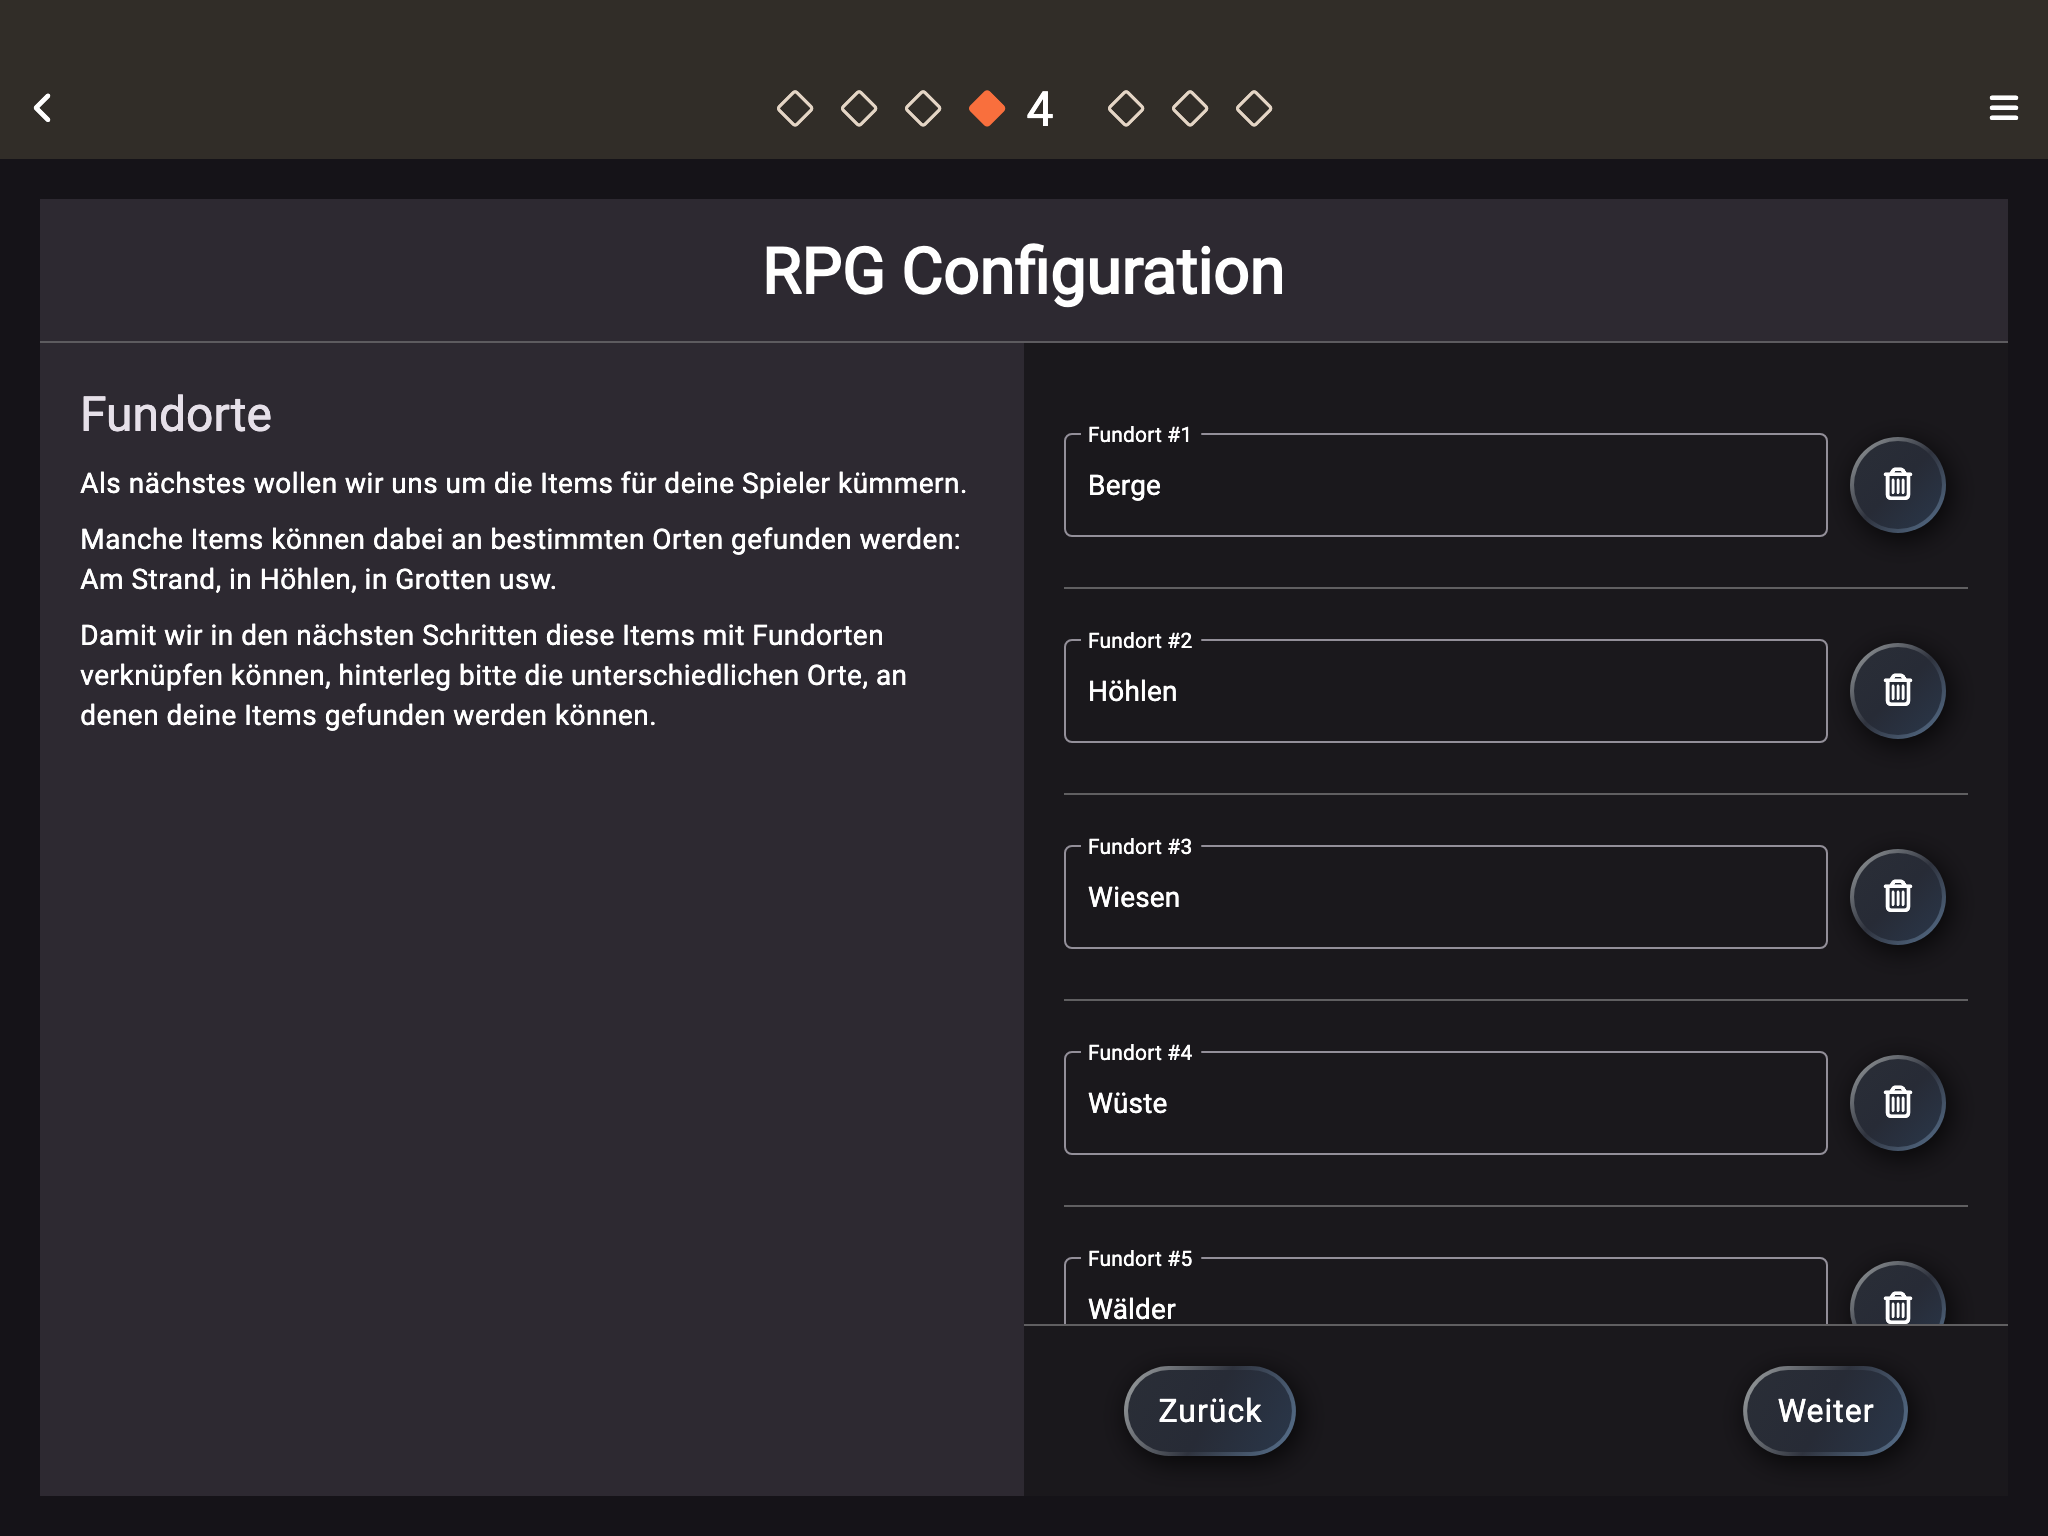 4
RPG Configuration
Fundorte
Als nächstes wollen wir uns um die Items für deine Spieler kümmern.
Manche Items können dabei an bestimmten Orten gefunden werden:
Am Strand, in Höhlen, in Grotten usw.
Damit wir in den nächsten Schritten diese Items mit Fundorten
verknüpfen können, hinterleg bitte die unterschiedlichen Orte, an
denen deine Items gefunden werden können.
Fundort #1
Berge
Fundort #2
Höhlen
Fundort #3
Wiesen
Fundort #4
Wüste
Fundort #5
Wälder
Zurück
Weiter